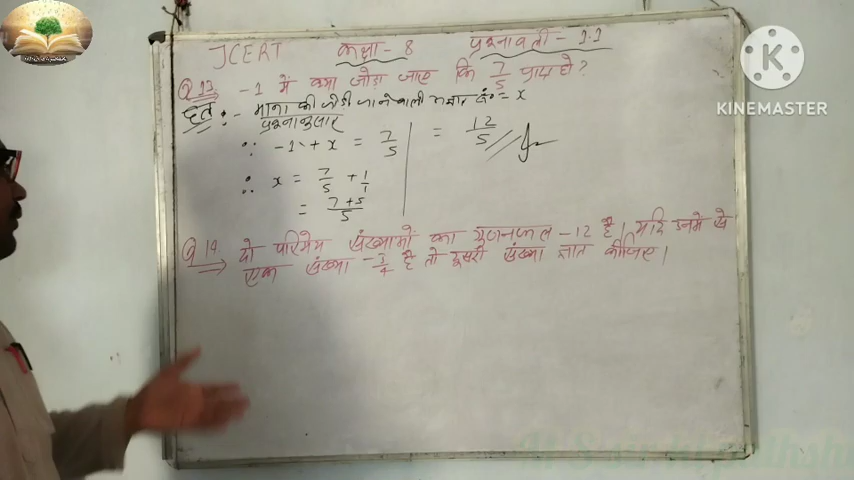 JCERT कक्षा - 8 प्रश्नावली - 1.1
Q 13. -1 में क्या जोड़ा जाए कि 7/5 प्राप्त हो?
हल :- माना की जोड़ी जाने वाली संख्या = x
प्रश्नानुसार
∵ -1 + x = 7/5
∴ x = 7/5 + 1/1
= 7+5/5
= 12/5
Q 14. दो परिमेय संख्याओं का गुणनफल -12 है। यदि उनमें से
एक संख्या -3/4 है तो दूसरी संख्या ज्ञात कीजिए।
KINEMASTER